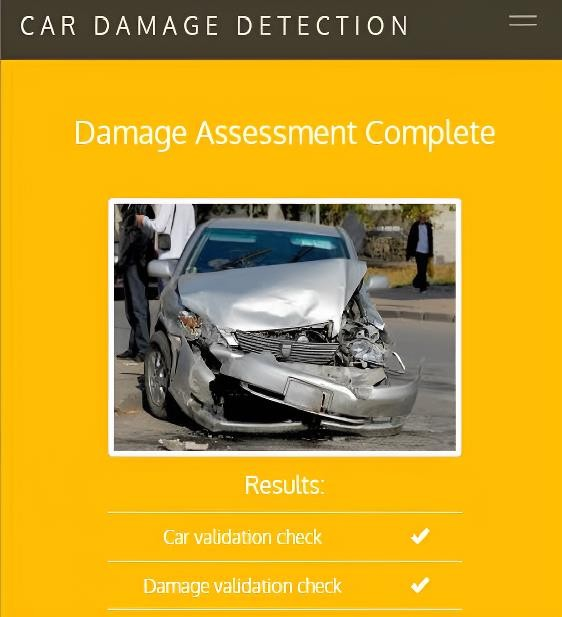 CAR DAMAGE DETECTION
Damage Assessment Complete
Results:
Car validation check ✔
Damage validation check ✔